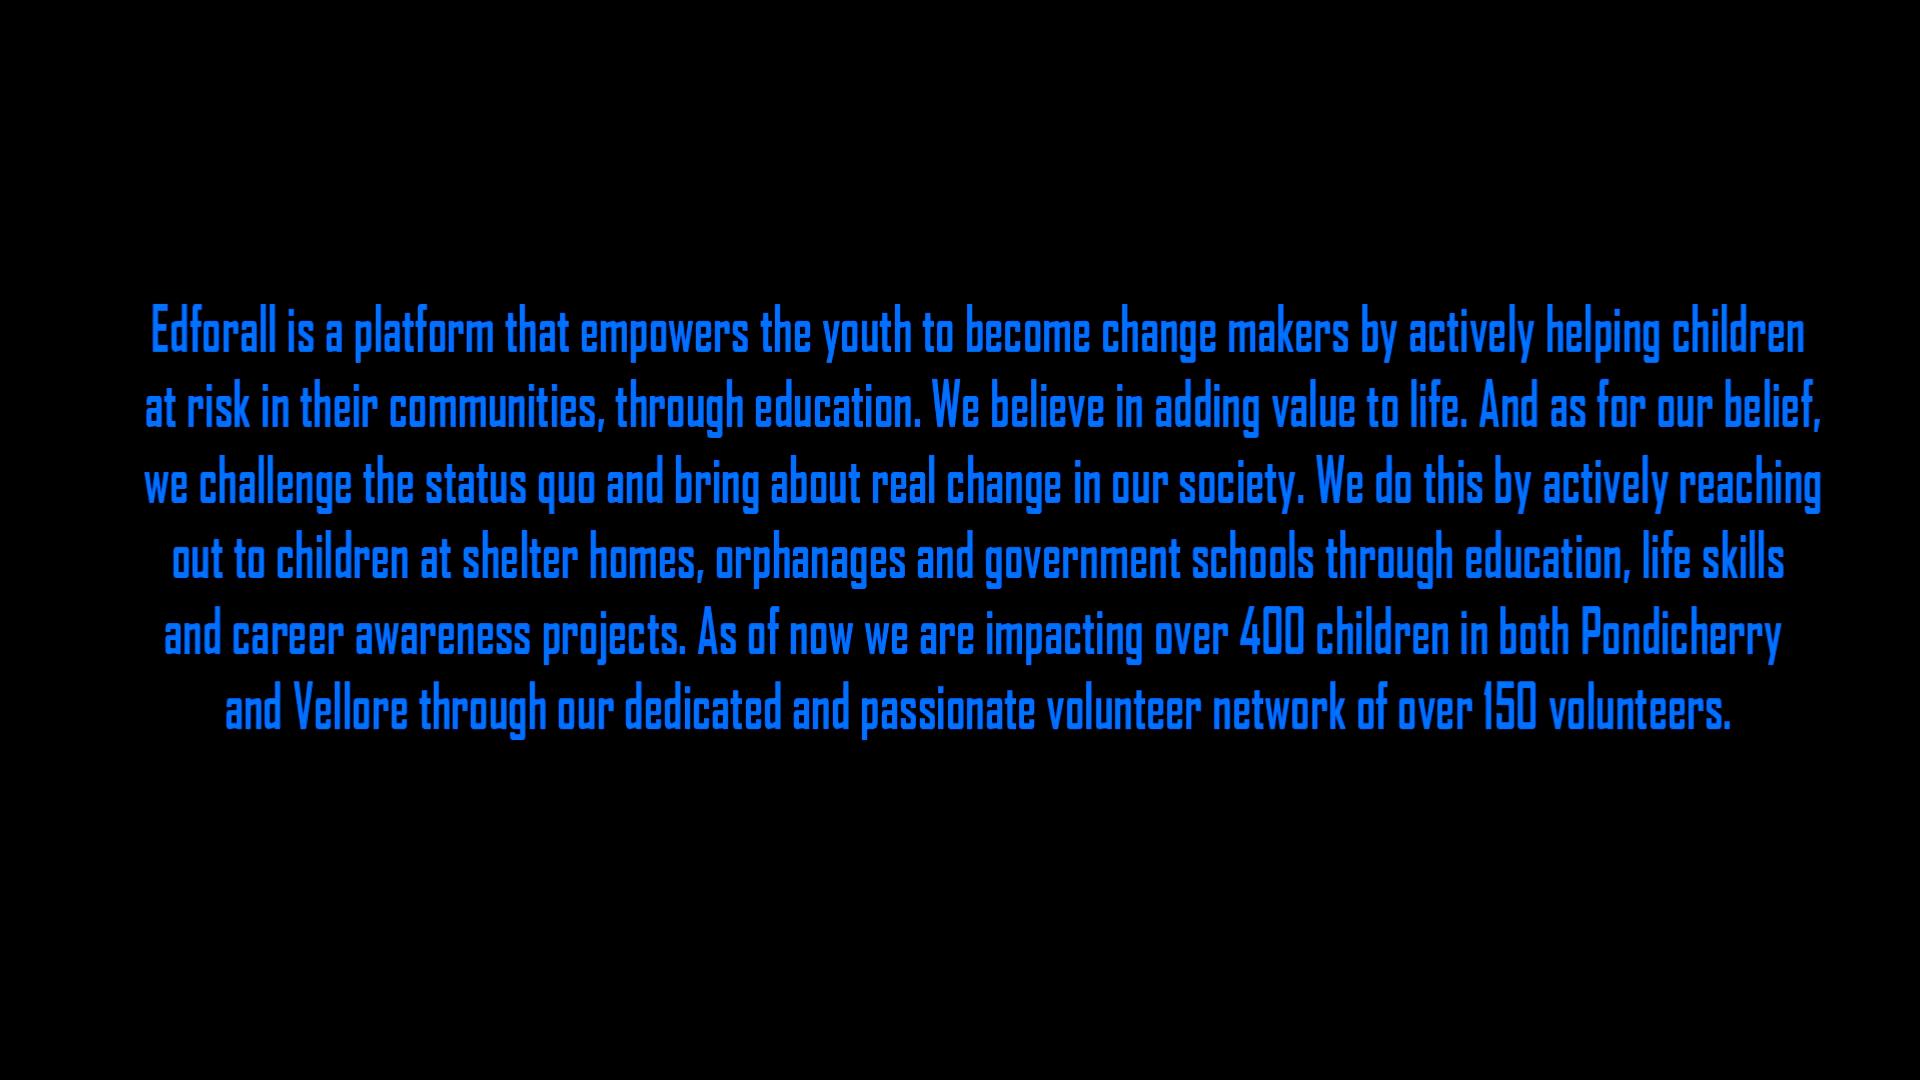 Edforall is a platform that empowers the youth to become change makers by actively helping children
at risk in their communities, through education. We believe in adding value to life. And as for our belief,
we challenge the status quo and bring about real change in our society. We do this by actively reaching
out to children at shelter homes, orphanages and government schools through education, life skills
and career awareness projects. As of now we are impacting over 400 children in both Pondicherry
and Vellore through our dedicated and passionate volunteer network of over 150 volunteers.